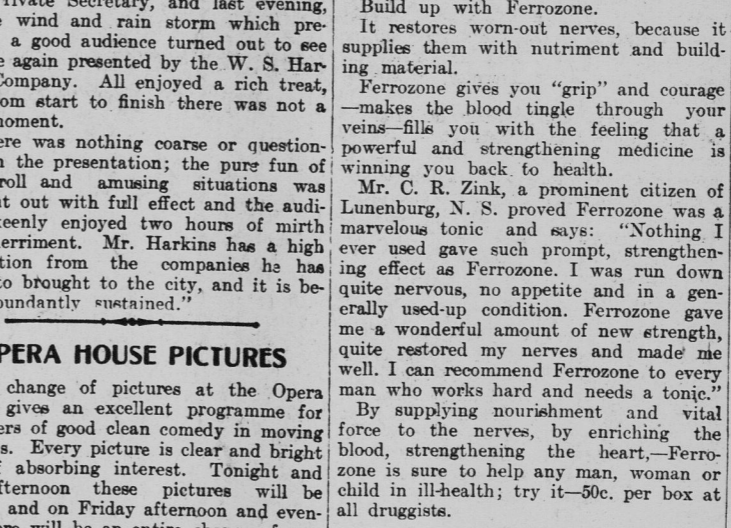 Private Secretary, and last evening,
wind and rain storm which pre-
a good audience turned out to see
again presented by the W. S. Har-
Company. All enjoyed a rich treat,
from start to finish there was not a
moment.
ere was nothing coarse or question-
the presentation; the pure fun of
roll and amusing situations was
t out with full effect and the audi-
keenly enjoyed two hours of mirth
merriment. Mr. Harkins has a high
tion from the companies he has
to brought to the city, and it is be-
bundantly sustained."
OPERA HOUSE PICTURES
change of pictures at the Opera
gives an excellent programme for
ers of good clean comedy in moving
s. Every picture is clear and bright
absorbing interest. Tonight and
afternoon these pictures will be
and on Friday afternoon and even-
Build up with Ferrozone.
It restores worn-out nerves, because it
supplies them with nutriment and build-
ing material.
Ferrozone gives you "grip" and courage
—makes the blood tingle through your
veins—fills you with the feeling that a
powerful and strengthening medicine is
winning you back to health.
Mr. C. R. Zink, a prominent citizen of
Lunenburg, N. S. proved Ferrozone was a
marvelous tonic and says: "Nothing I
ever used gave such prompt, strengthen-
ing effect as Ferrozone. I was run down
quite nervous, no appetite and in a gen-
erally used-up condition. Ferrozone gave
me a wonderful amount of new strength,
quite restored my nerves and made me
well. I can recommend Ferrozone to every
man who works hard and needs a tonic."
By supplying nourishment and vital
force to the nerves, by enriching the
blood, strengthening the heart,—Ferro-
zone is sure to help any man, woman or
child in ill-health; try it—50c. per box at
all druggists.